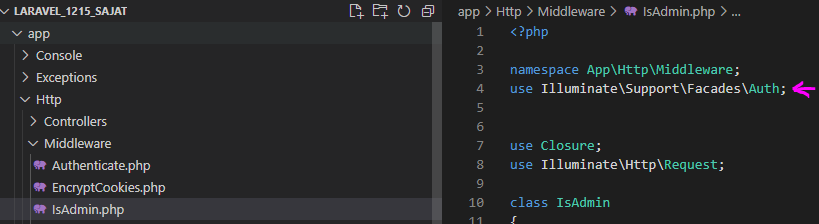 LARAVEL_1215_SAJAT
app
Console
Exceptions
Http
Controllers
Middleware
Authenticate.php
EncryptCookies.php
IsAdmin.php
app > Http > Middleware > IsAdmin.php > ...
1 <?php
2
3 namespace App\Http\Middleware;
4 use Illuminate\Support\Facades\Auth;
5
6
7 use Closure;
8 use Illuminate\Http\Request;
9
10 class IsAdmin
11 {